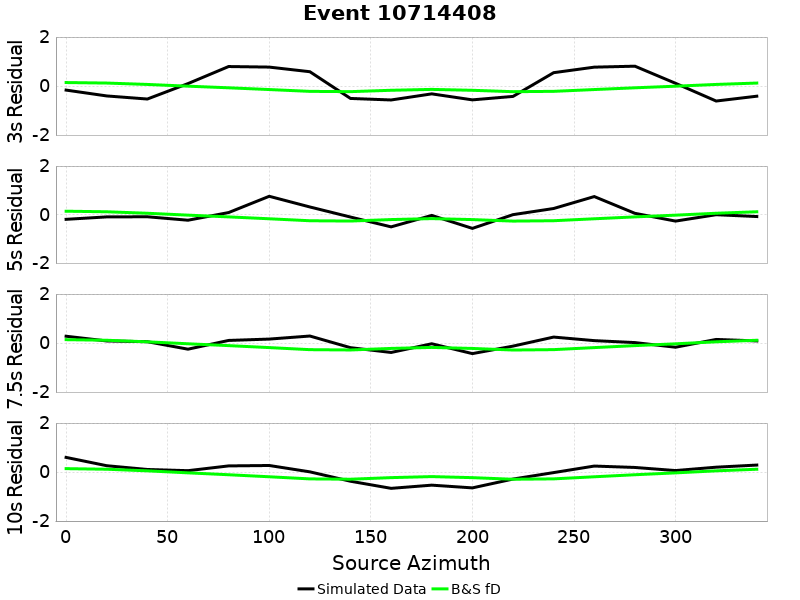 Event 10714408
3s Residual
2
0
-2
5s Residual
2
0
-2
7.5s Residual
2
0
-2
10s Residual
2
0
-2
0 50 100 150 200 250 300
Source Azimuth
Simulated Data B&S fD